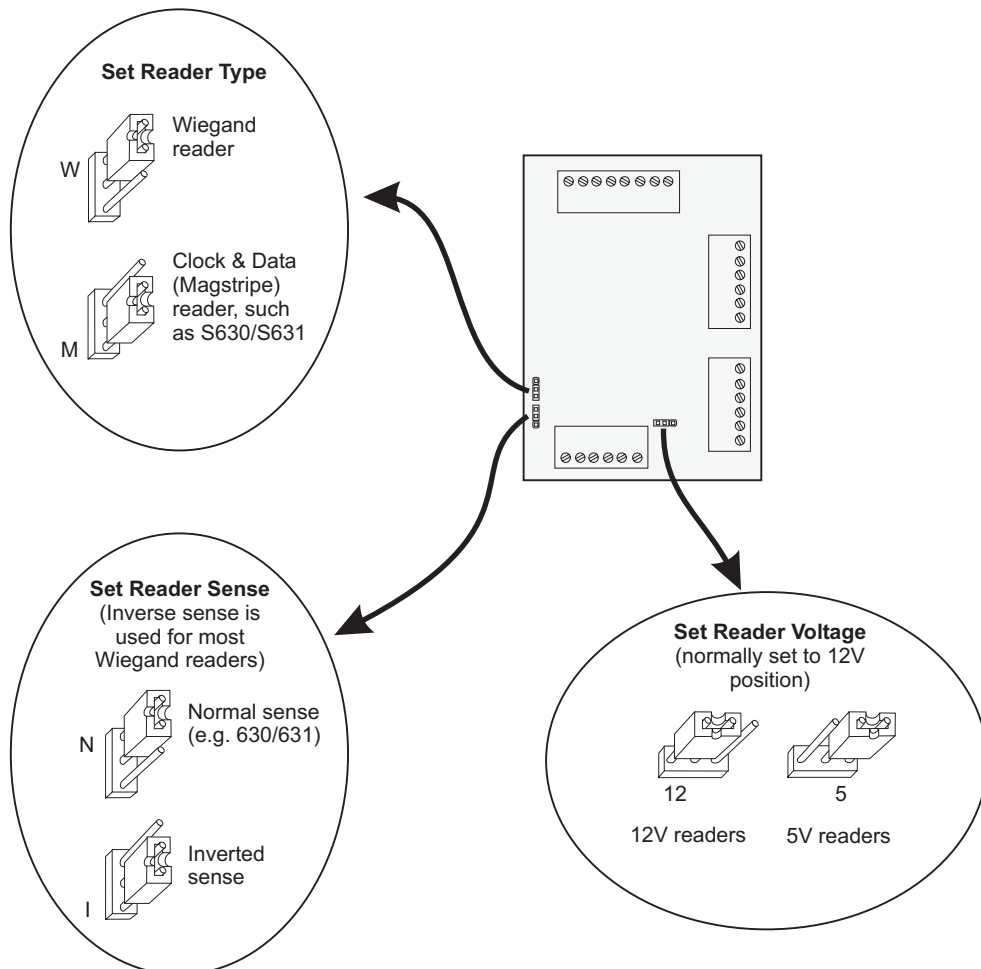 Set Reader Type
Wiegand
reader
W
Clock & Data
(Magstripe)
reader, such
as S630/S631
M
Set Reader Sense
(Inverse sense is
used for most
Wiegand readers)
Normal sense
(e.g. 630/631)
N
Inverted
sense
I
Set Reader Voltage
(normally set to 12V
position)
12
5
12V readers
5V readers